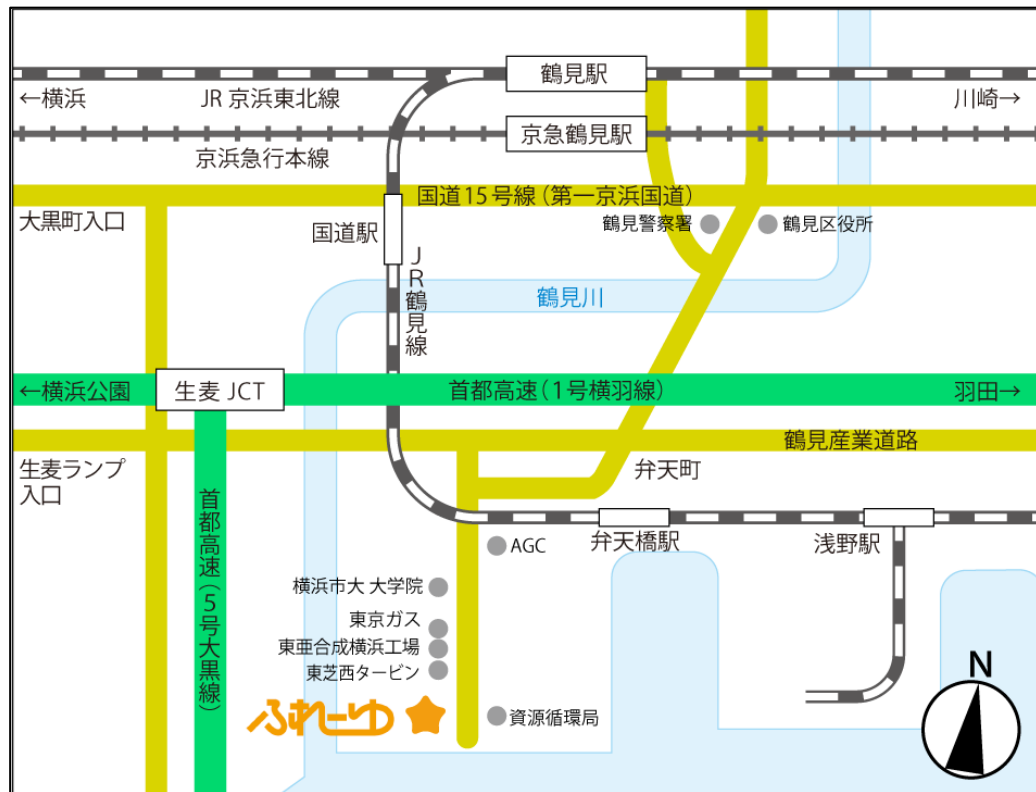 鶴見駅
←横浜
JR 京浜東北線
川崎→
京急鶴見駅
京浜急行本線
国道15号線(第一京浜国道)
大黒町入口
国道駅
鶴見警察署
鶴見区役所
JR鶴見線
鶴見川
←横浜公園
生麦 JCT
首都高速(1号横羽線)
羽田→
鶴見産業道路
生麦ランプ
入口
弁天町
首都高速(5号大黒線)
AGC
弁天橋駅
浅野駅
横浜市大 大学院
東京ガス
東亜合成横浜工場
東芝西タービン
N
ふれーゆ
資源循環局